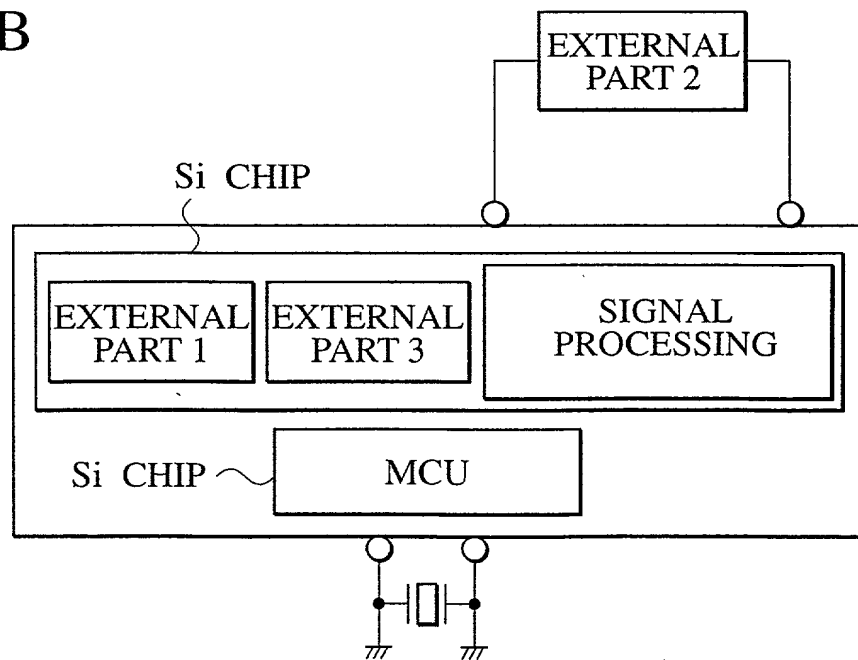 B
EXTERNAL
PART 2
Si CHIP
EXTERNAL
PART 1
EXTERNAL
PART 3
SIGNAL
PROCESSING
Si CHIP
MCU